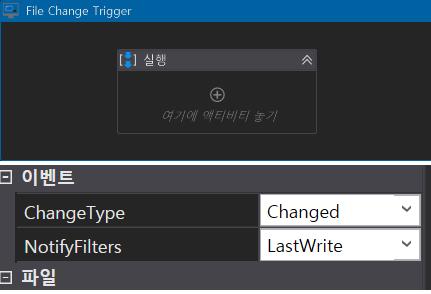 File Change Trigger
실행
여기에 액티비티 놓기
이벤트
ChangeType Changed
NotifyFilters LastWrite
파일